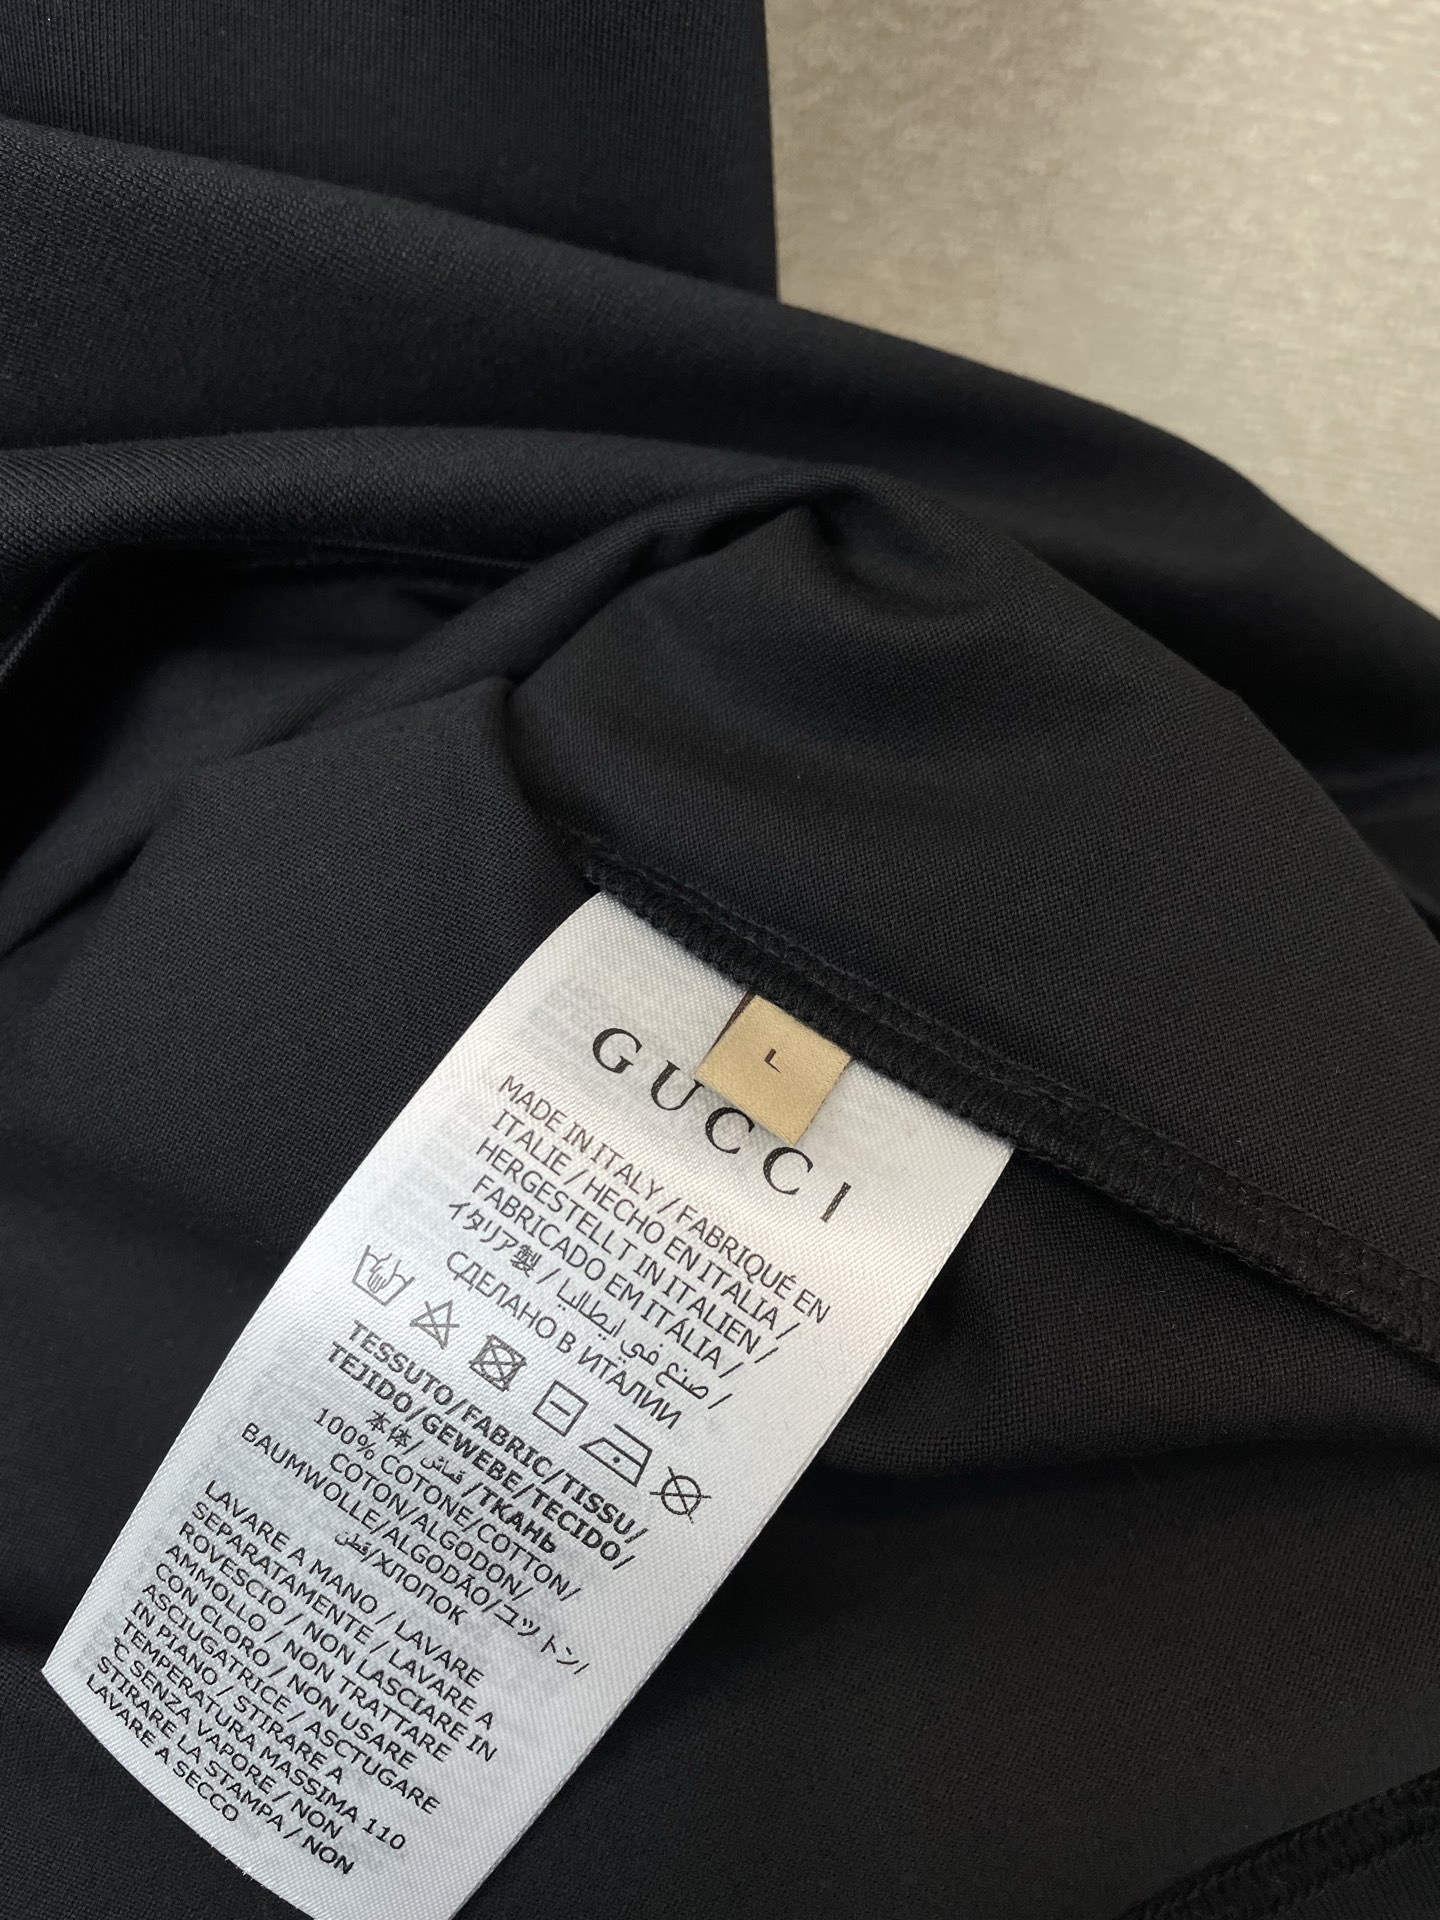 L
GUCCI
MADE IN ITALY / FABRIQUÉ EN
ITALIE / HECHO EN ITALIA /
HERGESTELLT IN ITALIEN /
FABRICADO EM ITÁLIA /
イタリア製 / صنع في ايطاليا /
СДЕЛАНО В ИТАЛИИ
TESSUTO/FABRIC/TISSU/
TEJIDO/GEWEBE/TECIDO/
本体/قماش/ТКАНЬ
100% COTONE/COTTON/
COTON/ALGODON/
BAUMWOLLE/ALGODÃO/コットン/
قطن/ХЛОПОК
LAVARE A MANO / LAVARE
SEPARATAMENTE / LAVARE A
ROVESCIO / NON LASCIARE IN
AMMOLLO / NON TRATTARE
CON CLORO / NON USARE
ASCIUGATRICE / ASCTUGARE
IN PIANO / STIRARE A
TEMPERATURA MASSIMA 110
℃ SENZA VAPORE / NON
STIRARE LA STAMPA / NON
LAVARE A SECCO